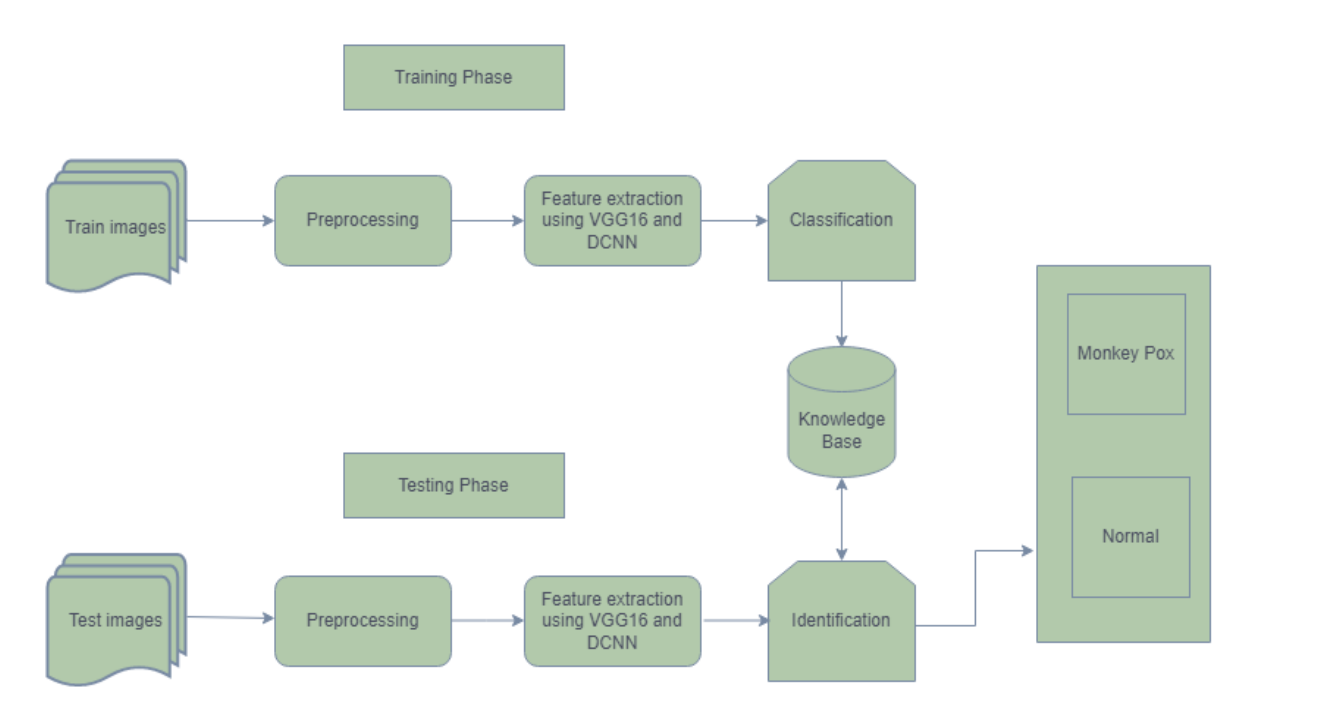 Training Phase
Train images
Preprocessing
Feature extraction
using VGG16 and
DCNN
Classification
Knowledge
Base
Monkey Pox
Normal
Testing Phase
Test images
Preprocessing
Feature extraction
using VGG16 and
DCNN
Identification